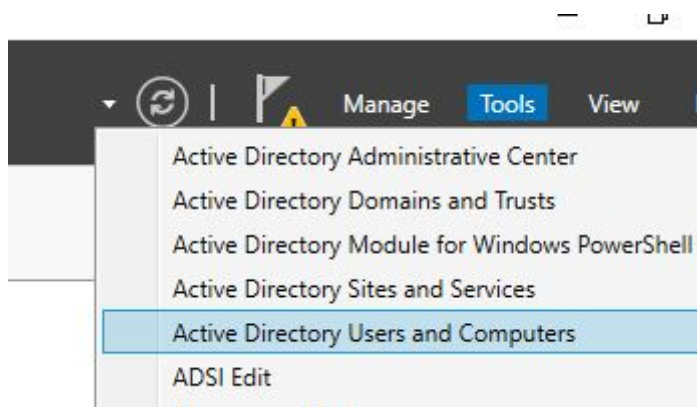 Manage Tools View
Active Directory Administrative Center
Active Directory Domains and Trusts
Active Directory Module for Windows PowerShell
Active Directory Sites and Services
Active Directory Users and Computers
ADSI Edit